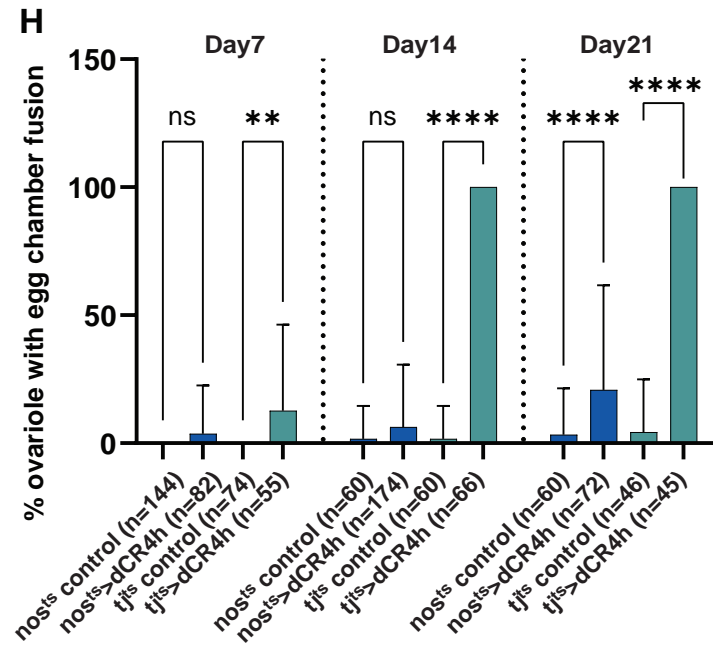 H
Day7 Day14 Day21
% ovariole with egg chamber fusion
150
100
50
0
ns ** ns **** **** ****
nosᵗˢ control (n=144)
nosᵗˢ>dCR4h (n=82)
tjᵗˢ control (n=74)
tjᵗˢ>dCR4h (n=55)
nosᵗˢ control (n=60)
nosᵗˢ>dCR4h (n=174)
tjᵗˢ control (n=60)
tjᵗˢ>dCR4h (n=66)
nosᵗˢ control (n=60)
nosᵗˢ>dCR4h (n=72)
tjᵗˢ control (n=46)
tjᵗˢ>dCR4h (n=45)